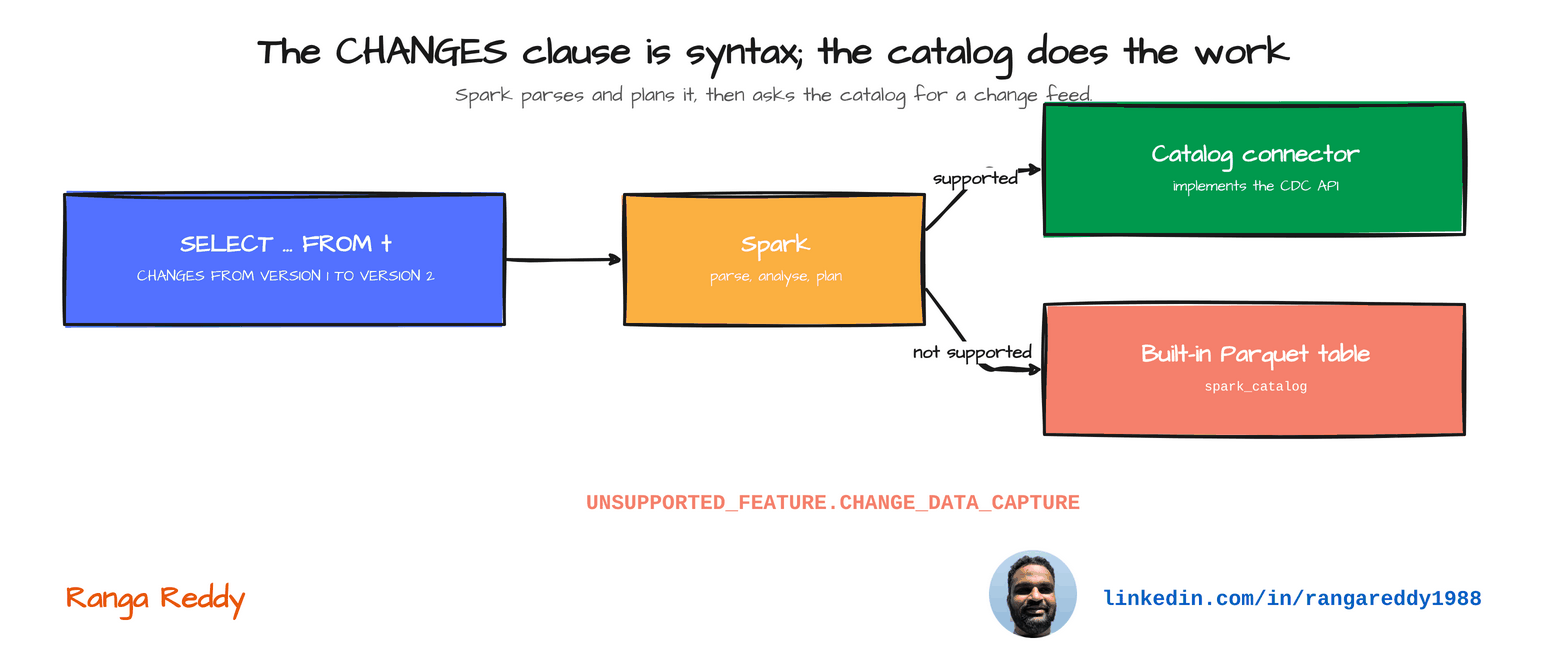 The CHANGES clause is syntax; the catalog does the work
Spark parses and plans it, then asks the catalog for a change feed.
SELECT ... FROM t
CHANGES FROM VERSION 1 TO VERSION 2
Spark
parse, analyse, plan
supported
Catalog connector
implements the CDC API
not supported
Built-in Parquet table
spark_catalog
UNSUPPORTED_FEATURE.CHANGE_DATA_CAPTURE
Ranga Reddy
linkedin.com/in/rangareddy1988